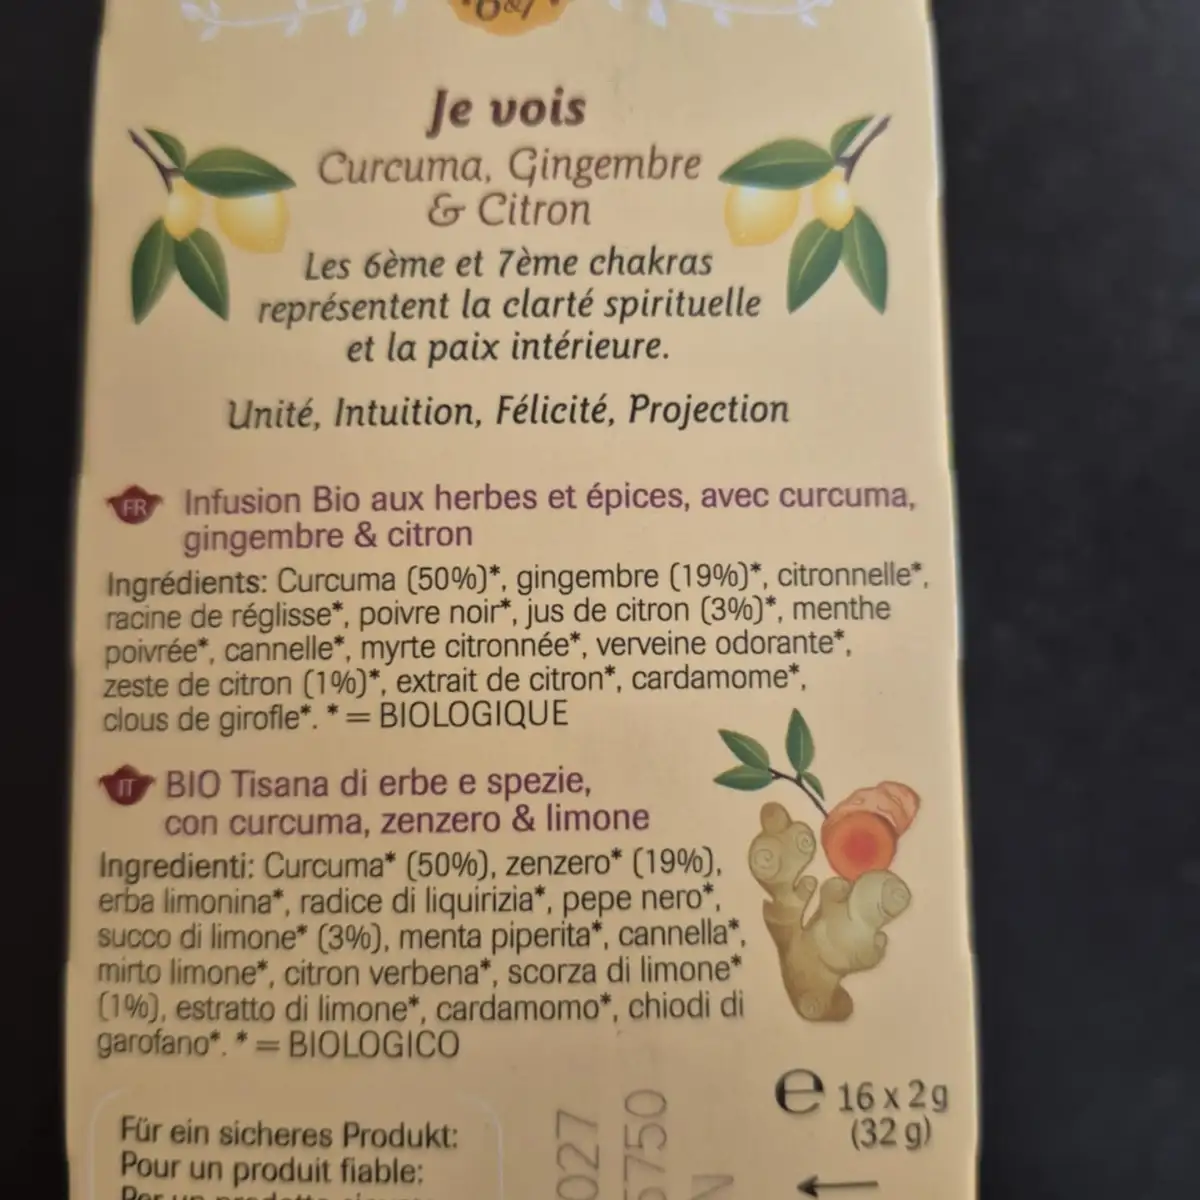 6&7
Je vois
Curcuma, Gingembre
& Citron
Les 6ème et 7ème chakras
représentent la clarté spirituelle
et la paix intérieure.
Unité, Intuition, Félicité, Projection
FR Infusion Bio aux herbes et épices, avec curcuma,
gingembre & citron
Ingrédients: Curcuma (50%)*, gingembre (19%)*, citronnelle*,
racine de réglisse*, poivre noir*, jus de citron (3%)*, menthe
poivrée*, cannelle*, myrte citronnée*, verveine odorante*,
zeste de citron (1%)*, extrait de citron*, cardamome*,
clous de girofle*. * = BIOLOGIQUE
IT BIO Tisana di erbe e spezie,
con curcuma, zenzero & limone
Ingredienti: Curcuma* (50%), zenzero* (19%),
erba limonina*, radice di liquirizia*, pepe nero*,
succo di limone* (3%), menta piperita*, cannella*,
mirto limone*, citron verbena*, scorza di limone*
(1%), estratto di limone*, cardamomo*, chiodi di
garofano*. * = BIOLOGICO
e 16 x 2 g
(32 g)
Für ein sicheres Produkt:
Pour un produit fiable:
027
5750
N